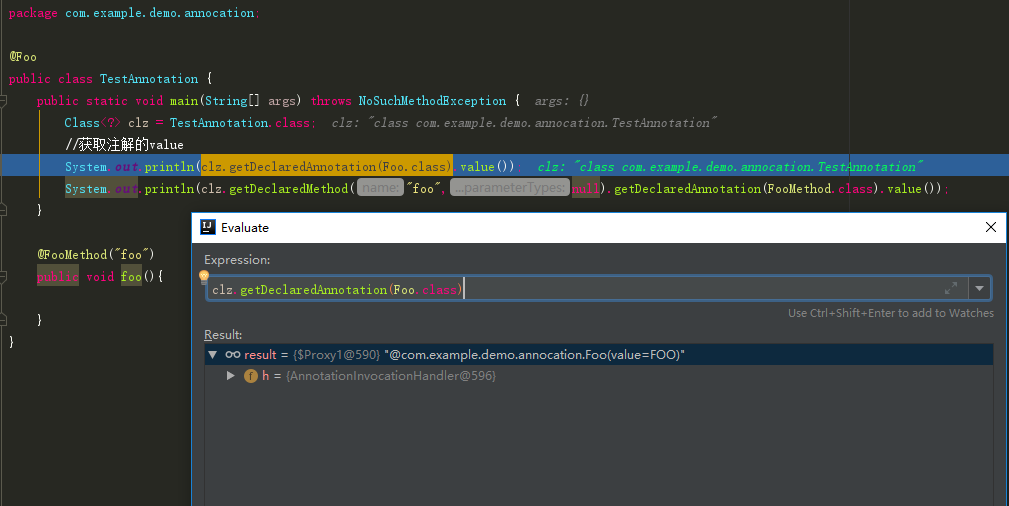 package com.example.demo.annocation;
@Foo
public class TestAnnotation {
public static void main(String[] args) throws NoSuchMethodException { args: {}
Class<?> clz = TestAnnotation.class; clz: "class com.example.demo.annocation.TestAnnotation"
//获取注解的value
System.out.println(clz.getDeclaredAnnotation(Foo.class).value()) clz: "class com.example.demo.annocation.TestAnnotation"
System.out.println(clz.getDeclaredMethod( name: "foo", ...parameterTypes: null).getDeclaredAnnotation(FooMethod.class).value());
}
@FooMethod("foo")
public void foo(){
}
}
Evaluate
Expression:
clz.getDeclaredAnnotation(Foo.class)
Use Ctrl+Shift+Enter to add to Watches
Result:
result = {$Proxy1@590} "@com.example.demo.annocation.Foo(value=FOO)"
f h = {AnnotationInvocationHandler@596}